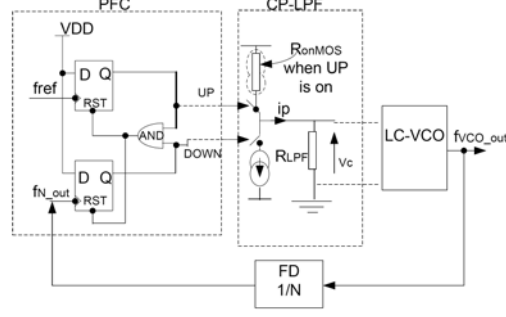 PFC
CP-LPF
VDD
RonMOS
when UP
is on
D Q
fref
RST
UP
AND
ip
DOWN
D Q
fN_out
RST
RLPF
Vc
LC-VCO
fVCO_out
FD
1/N